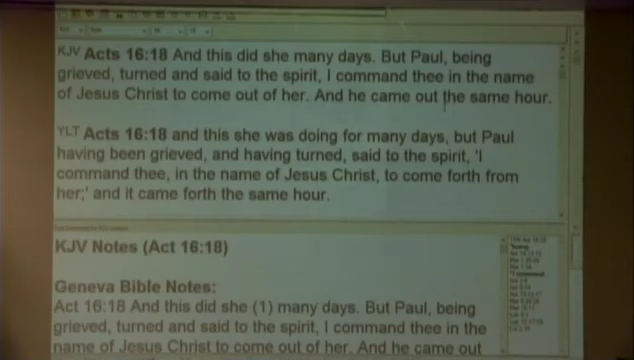 KJV Acts 16:18 And this did she many days. But Paul, being
grieved, turned and said to the spirit, I command thee in the name
of Jesus Christ to come out of her. And he came out the same hour.
YLT Acts 16:18 and this she was doing for many days, but Paul
having been grieved, and having turned, said to the spirit, 'I
command thee, in the name of Jesus Christ, to come forth from
her;' and it came forth the same hour.
KJV Notes (Act 16:18)
Geneva Bible Notes:
Act 16:18 And this did she (1) many days. But Paul, being
grieved, turned and said to the spirit, I command thee in the
name of Jesus Christ to come out of her. And he came out